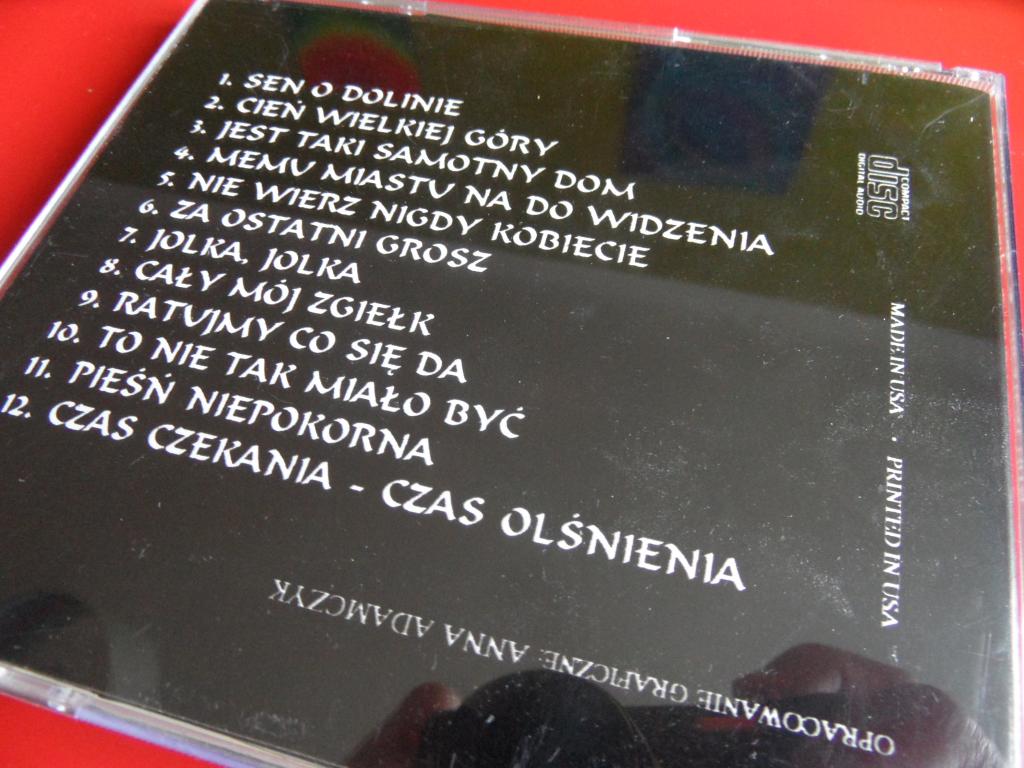 1. SEN O DOLINIE
2. CIEŃ WIELKIEJ GÓRY
3. JEST TAKI SAMOTNY DOM
4. MEMU MIASTU NA DO WIDZENIA
5. NIE WIERZ NIGDY KOBIECIE
6. ZA OSTATNI GROSZ
7. JOLKA, JOLKA
8. CAŁY MÓJ ZGIEŁK
9. RATUJMY CO SIĘ DA
10. TO NIE TAK MIAŁO BYĆ
11. PIEŚŃ NIEPOKORNA
12. CZAS CZEKANIA - CZAS OLŚNIENIA
COMPACT
disc
DIGITAL AUDIO
MADE IN USA • PRINTED IN USA
OPRACOWANIE GRAFICZNE: ANNA ADAMCZYK